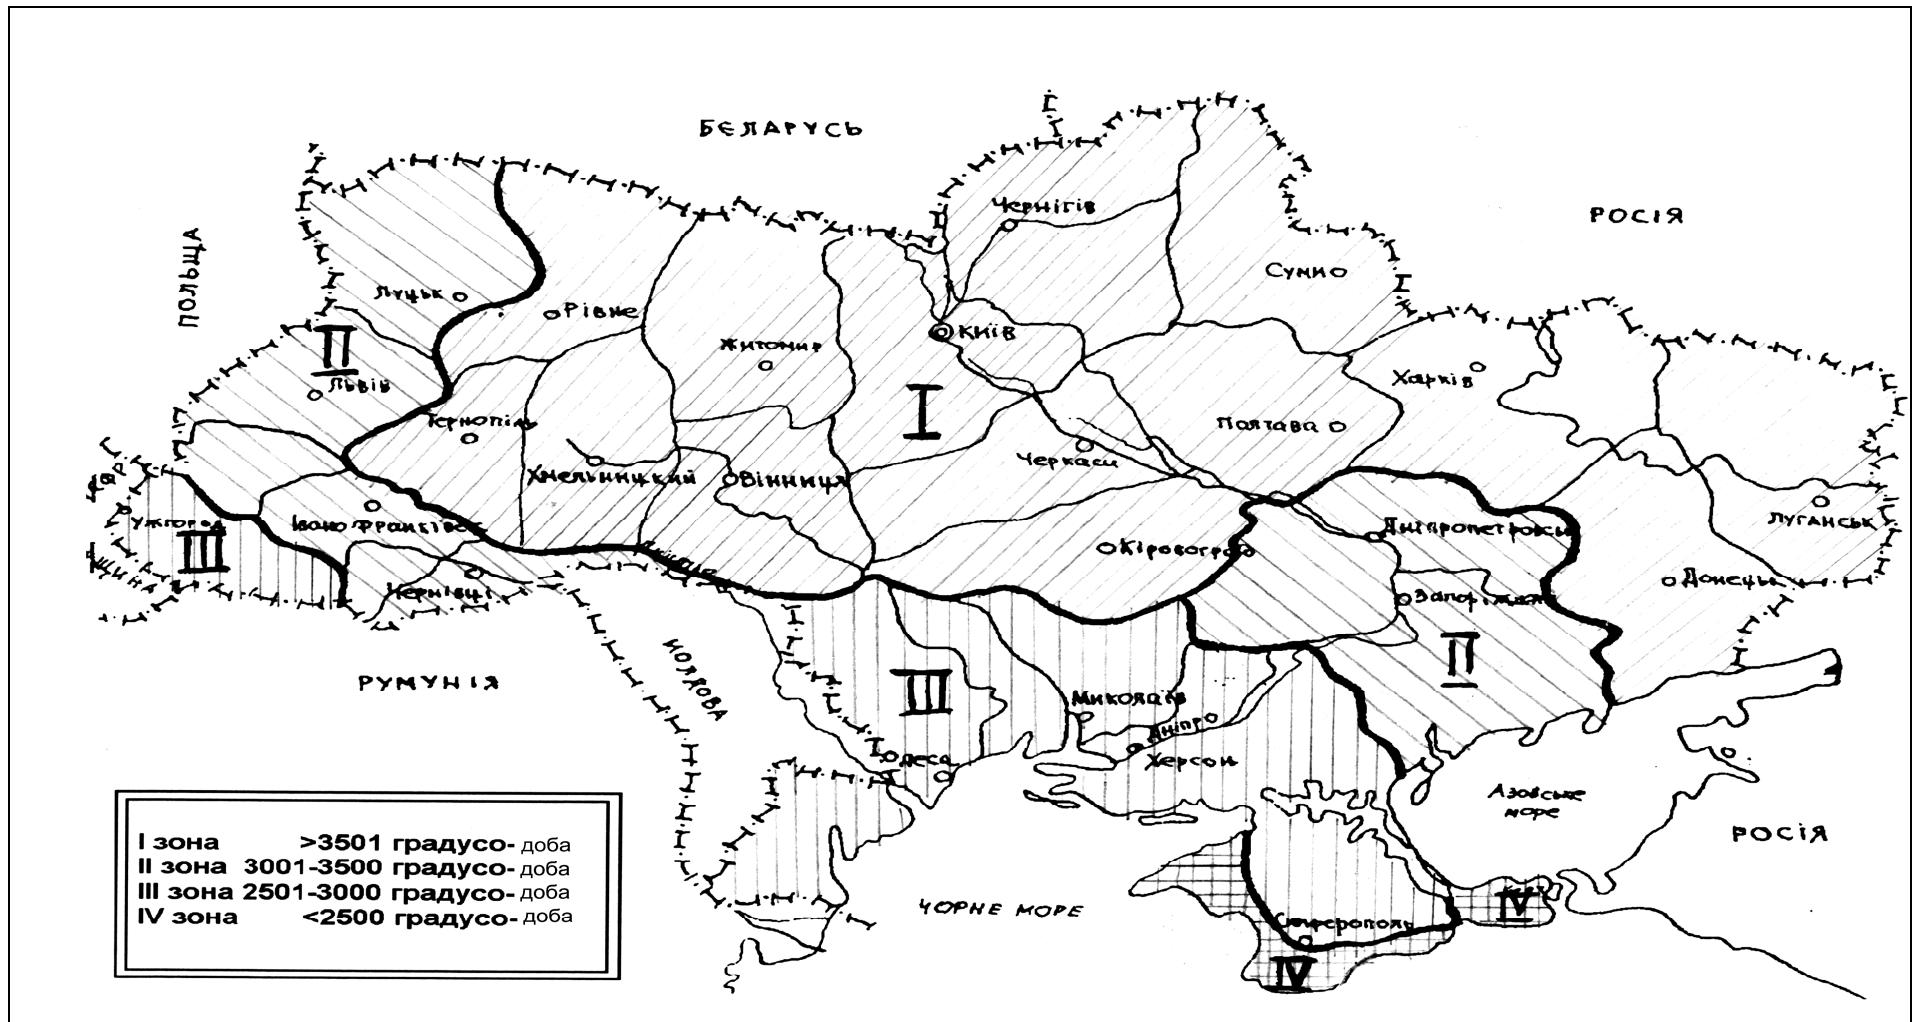 БЄЛАРУСЬ
РОСІЯ
ПОЛЬЩА
Чернігів
Суми
Луцьк
Рівне
Київ
Житомир
II
Львів
Харків
I
Тернопіль
Полтава
Черкаси
Хмельницкий
Вінниця
Ужгород
Івано Франківськ
Луганськ
Дніпропетровськ
III
Кіровоград
Донецьк
Чернівці
Запоріжжя
II
РУМУНІЯ
МОЛДОВА
III
Миколаїв
Дніпро
Одеса
Херсон
Азовське
море
РОСІЯ
I зона >3501 градусо- доба
II зона 3001-3500 градусо- доба
III зона 2501-3000 градусо- доба
IV зона <2500 градусо- доба
ЧОРНЕ МОРЕ
IV
Сімферополь
IV